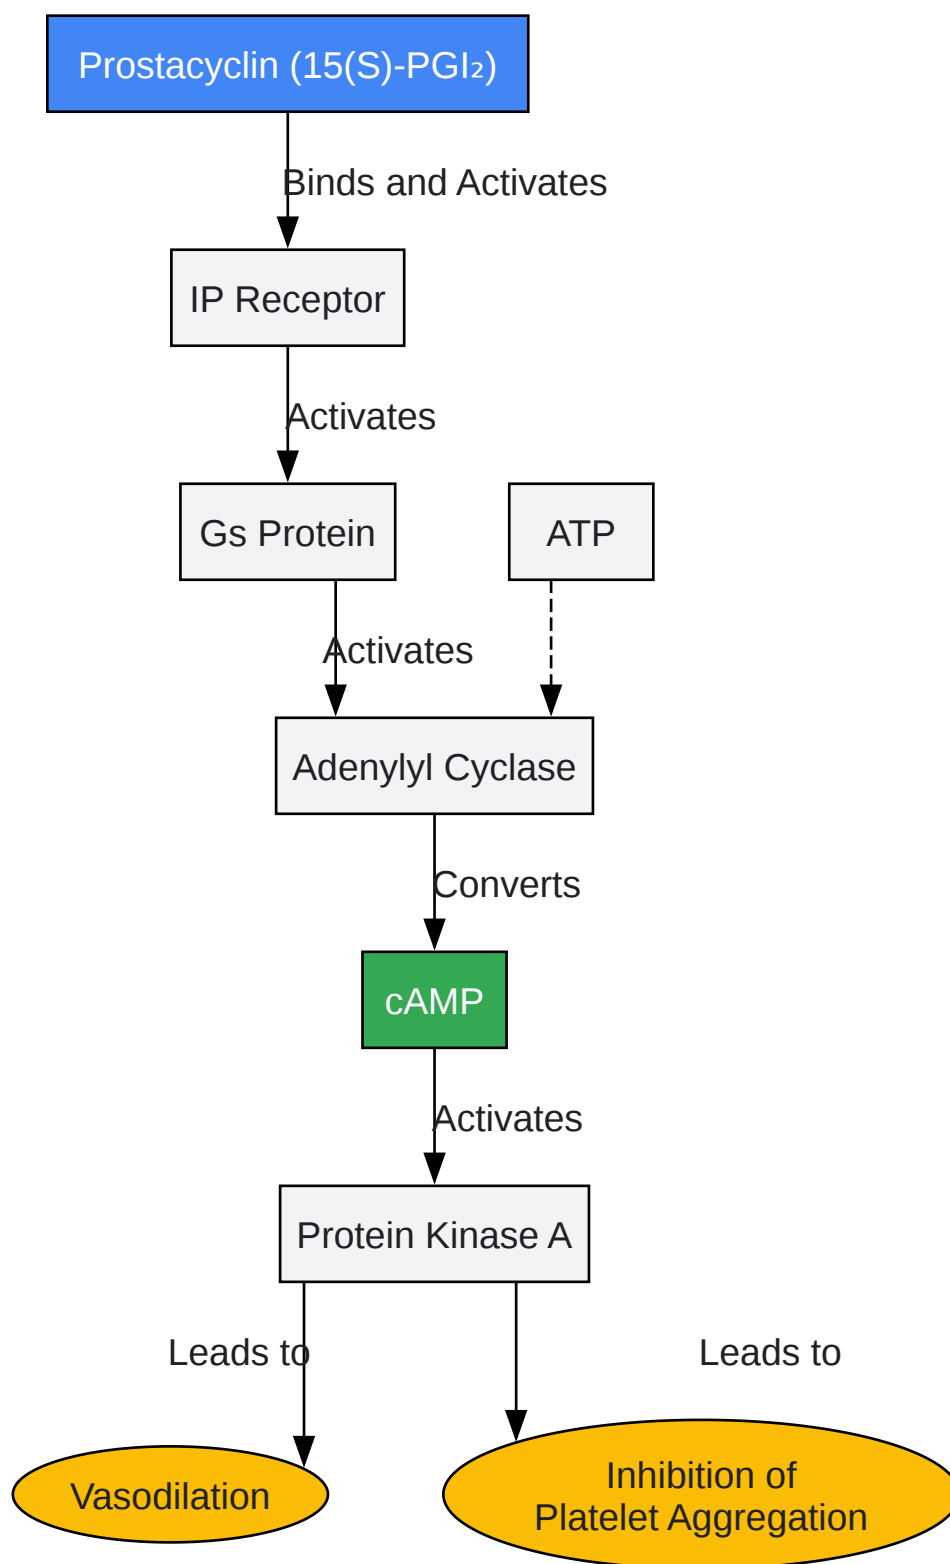 Prostacyclin (15(S)-PGI₂)
Binds and Activates
IP Receptor
Activates
Gs Protein
ATP
Activates
Adenylyl Cyclase
Converts
cAMP
Activates
Protein Kinase A
Leads to
Leads to
Vasodilation
Inhibition of
Platelet Aggregation